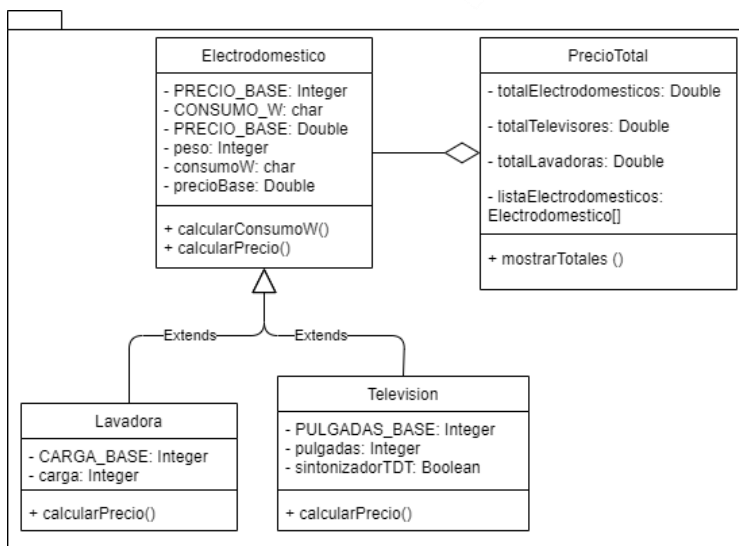 Electrodomestico
- PRECIO_BASE: Integer
- CONSUMO_W: char
- PRECIO_BASE: Double
- peso: Integer
- consumoW: char
- precioBase: Double
+ calcularConsumoW()
+ calcularPrecio()
PrecioTotal
- totalElectrodomesticos: Double
- totalTelevisores: Double
- totalLavadoras: Double
- listaElectrodomesticos:
Electrodomestico[]
+ mostrarTotales ()
Extends
Extends
Lavadora
- CARGA_BASE: Integer
- carga: Integer
+ calcularPrecio()
Television
- PULGADAS_BASE: Integer
- pulgadas: Integer
- sintonizadorTDT: Boolean
+ calcularPrecio()